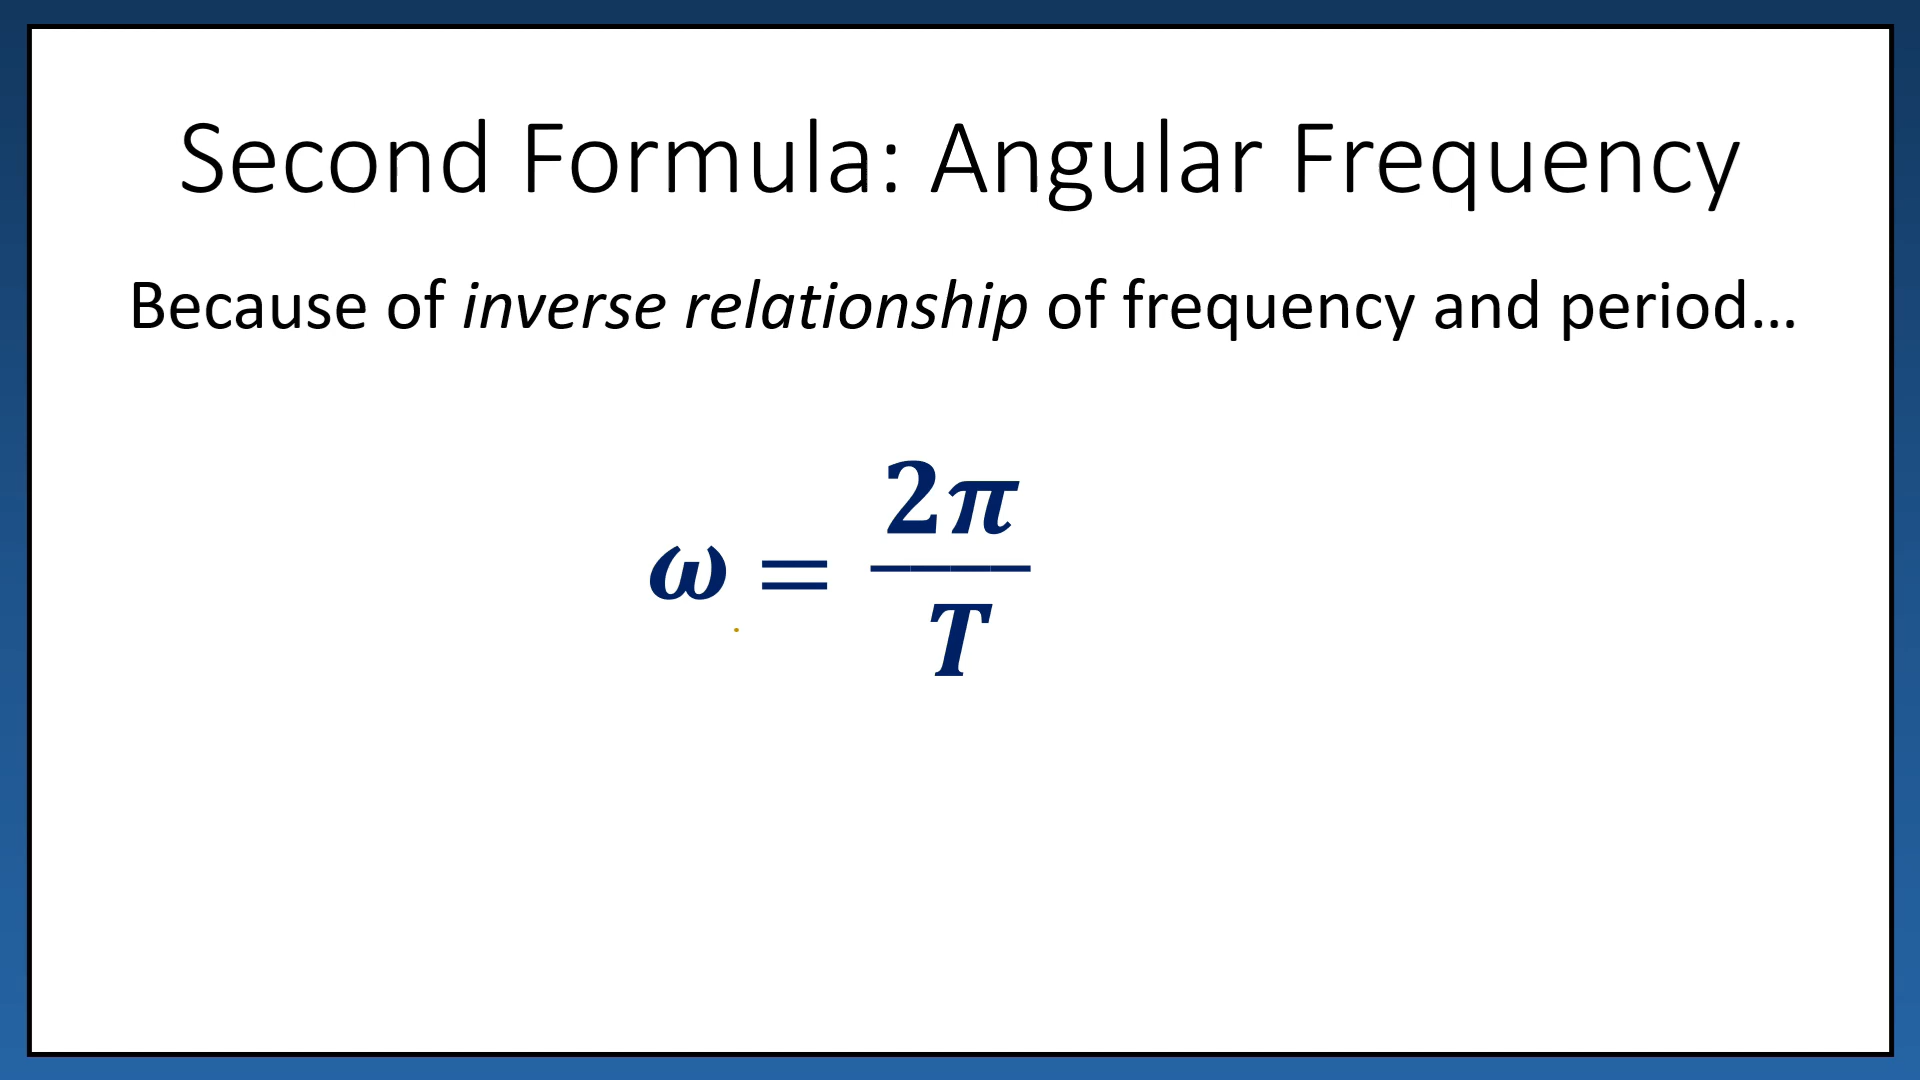 Second Formula: Angular Frequency
Because of inverse relationship of frequency and period...
ω = 2π/T